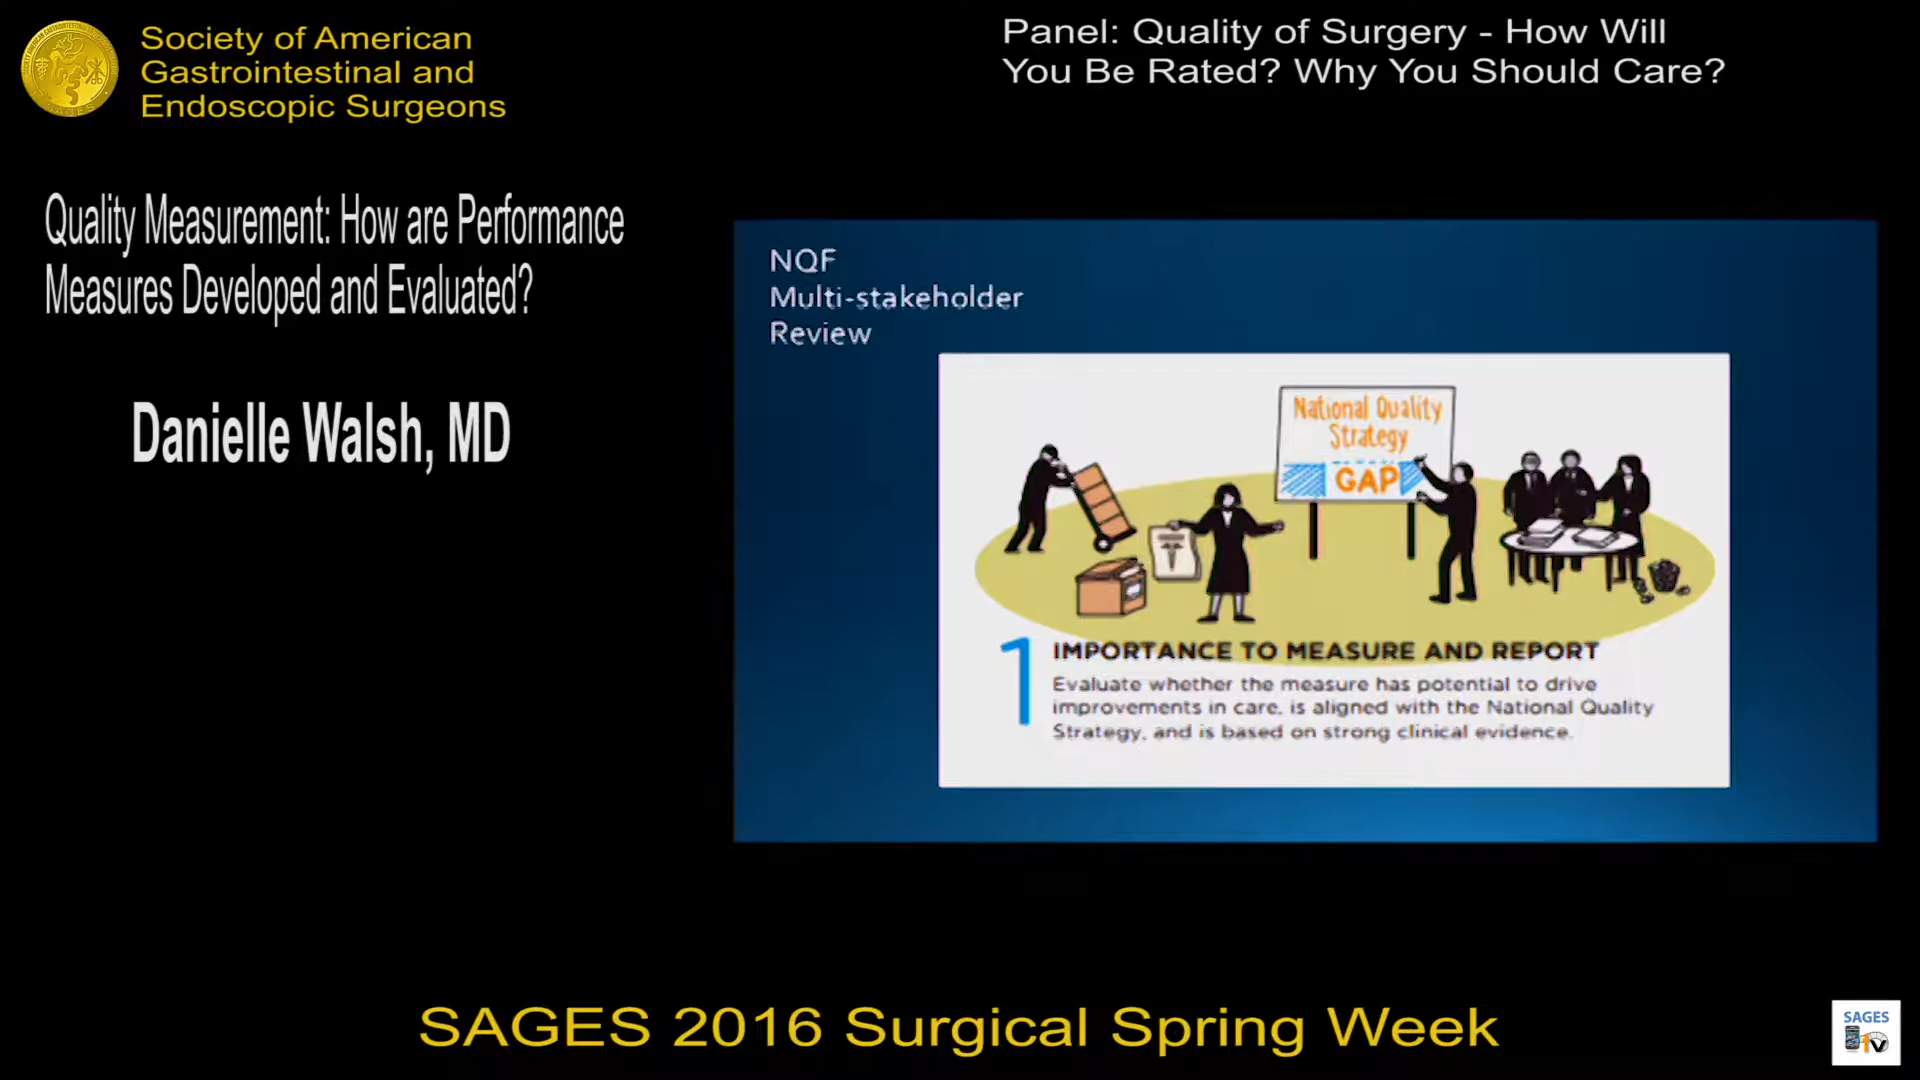 Society of American
Gastrointestinal and
Endoscopic Surgeons
Panel: Quality of Surgery - How Will
You Be Rated? Why You Should Care?
Quality Measurement: How are Performance
Measures Developed and Evaluated?
Danielle Walsh, MD
NQF
Multi-stakeholder
Review
National Quality
Strategy
GAP
1
IMPORTANCE TO MEASURE AND REPORT
Evaluate whether the measure has potential to drive
improvements in care, is aligned with the National Quality
Strategy, and is based on strong clinical evidence.
SAGES 2016 Surgical Spring Week
SAGES
TV